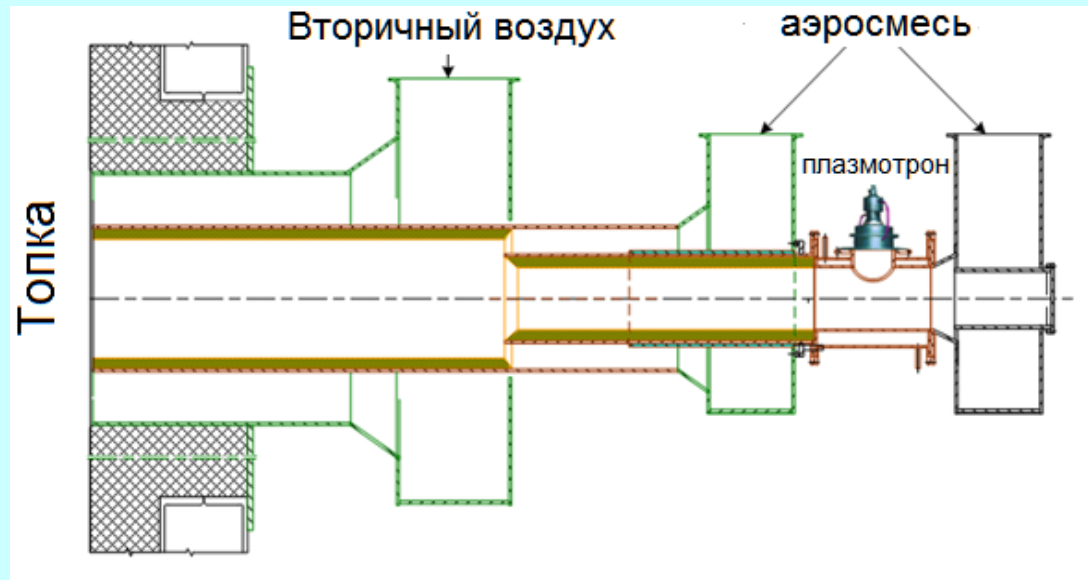 Вторичный воздух
аэросмесь
плазмотрон
Топка